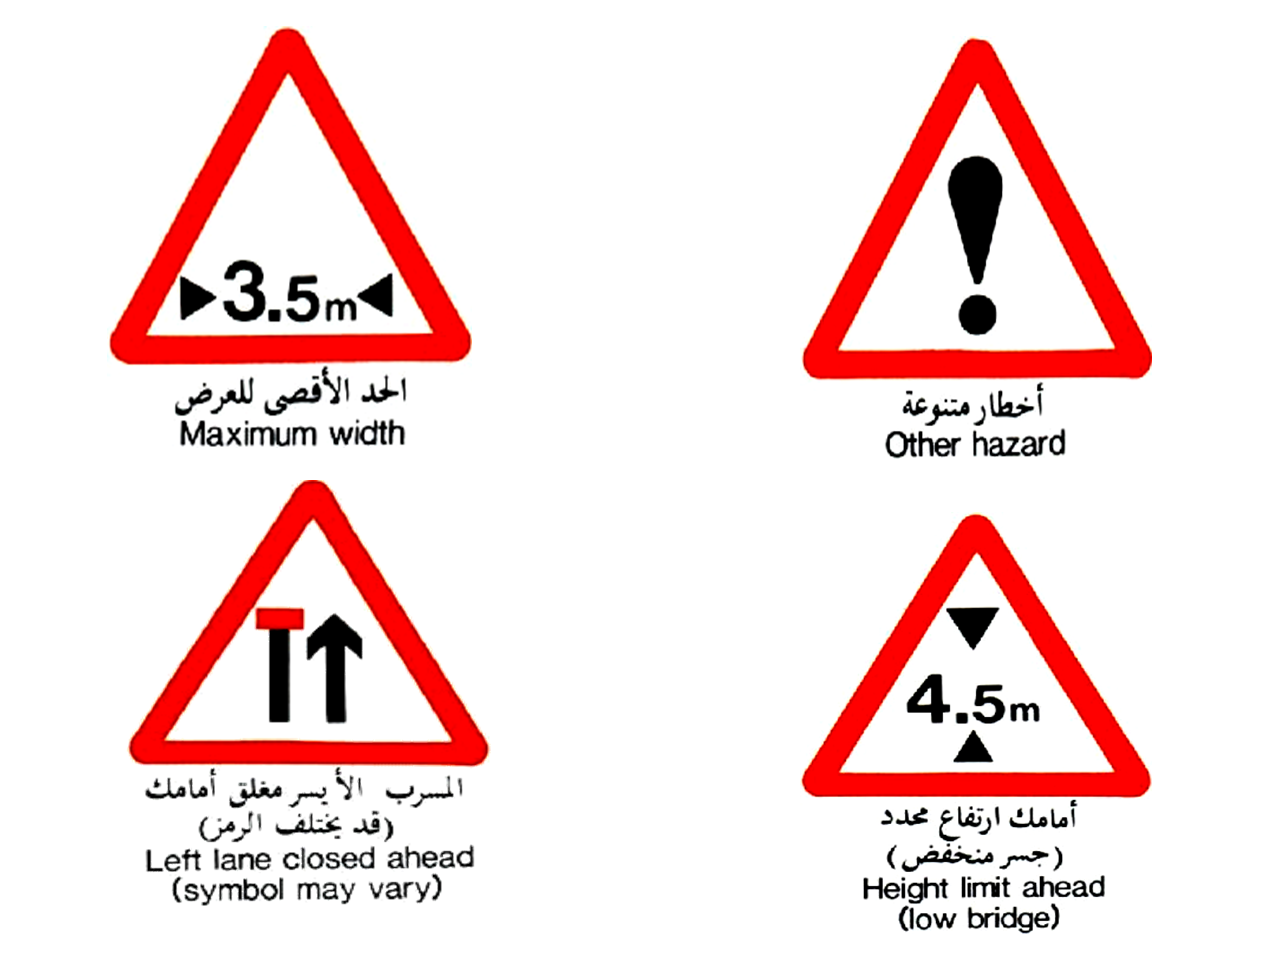 3.5m
الحد الأقصى للعرض
Maximum width
أخطار متنوعة
Other hazard
المسرب الأيسر مغلق أمامك
(قد يختلف الرمز)
Left lane closed ahead
(symbol may vary)
4.5m
أمامك ارتفاع محدد
(جسر منخفض)
Height limit ahead
(low bridge)